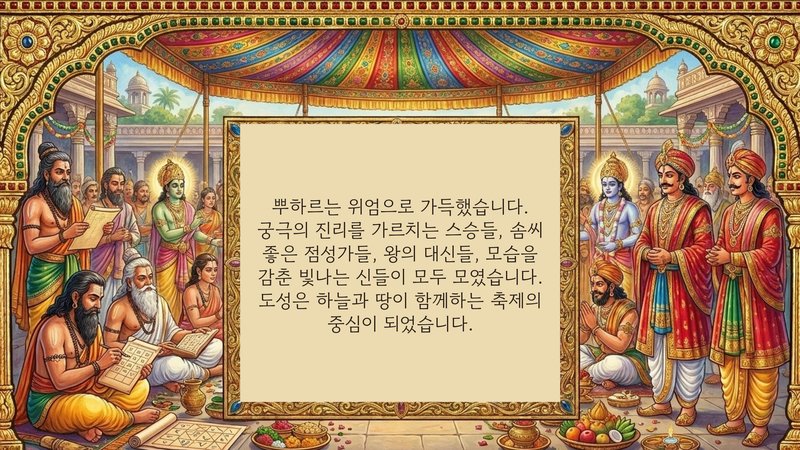 뿌하르는 위엄으로 가득했습니다.
궁극의 진리를 가르치는 스승들, 솜씨
좋은 점성가들, 왕의 대신들, 모습을
감춘 빛나는 신들이 모두 모였습니다.
도성은 하늘과 땅이 함께하는 축제의
중심이 되었습니다.